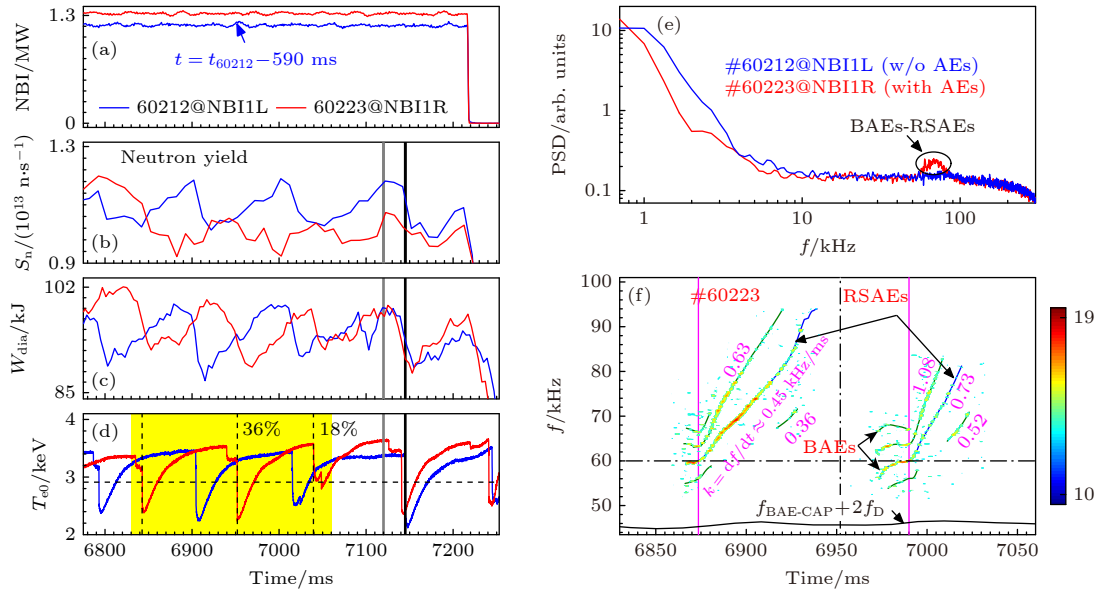 1.3
0
NBI/MW
(a)
t = t60212−590 ms
60212@NBI1L
60223@NBI1R
1.3
0.9
Sn/(10¹³ n·s⁻¹)
Neutron yield
(b)
102
85
Wdia/kJ
(c)
4
3
2
Te0/keV
(d)
36%
18%
6800
6900
7000
7100
7200
Time/ms
10
1
0.1
PSD/arb. units
(e)
#60212@NBI1L (w/o AEs)
#60223@NBI1R (with AEs)
BAEs-RSAEs
1
10
100
f/kHz
100
90
80
70
60
50
f/kHz
(f)
#60223
RSAEs
0.63
k = df/dt ≈ 0.45 kHz/ms
0.36
1.08
0.73
0.52
BAEs
fBAE-CAP+2fD
6850
6900
6950
7000
7050
Time/ms
19
10